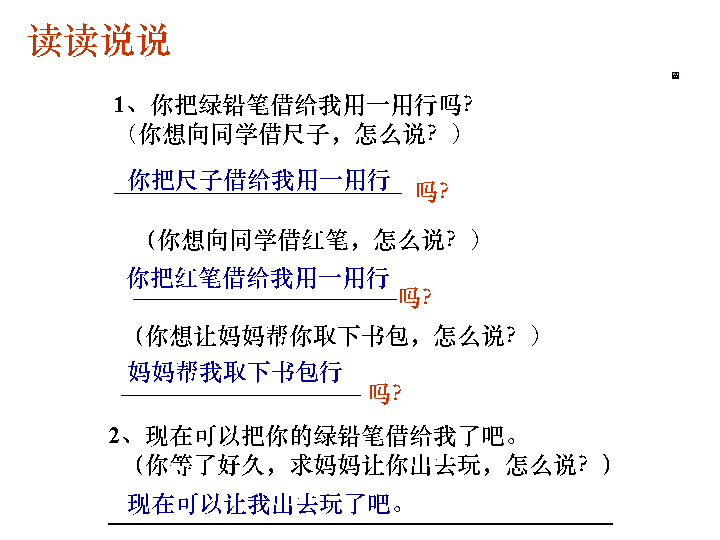 读读说说
1、你把绿铅笔借给我用一用行吗?
（你想向同学借尺子，怎么说？）
你把尺子借给我用一用行 吗?
（你想向同学借红笔，怎么说？）
你把红笔借给我用一用行 吗?
（你想让妈妈帮你取下书包，怎么说？）
妈妈帮我取下书包行 吗?
2、现在可以把你的绿铅笔借给我了吧。
（你等了好久，求妈妈让你出去玩，怎么说？）
现在可以让我出去玩了吧。